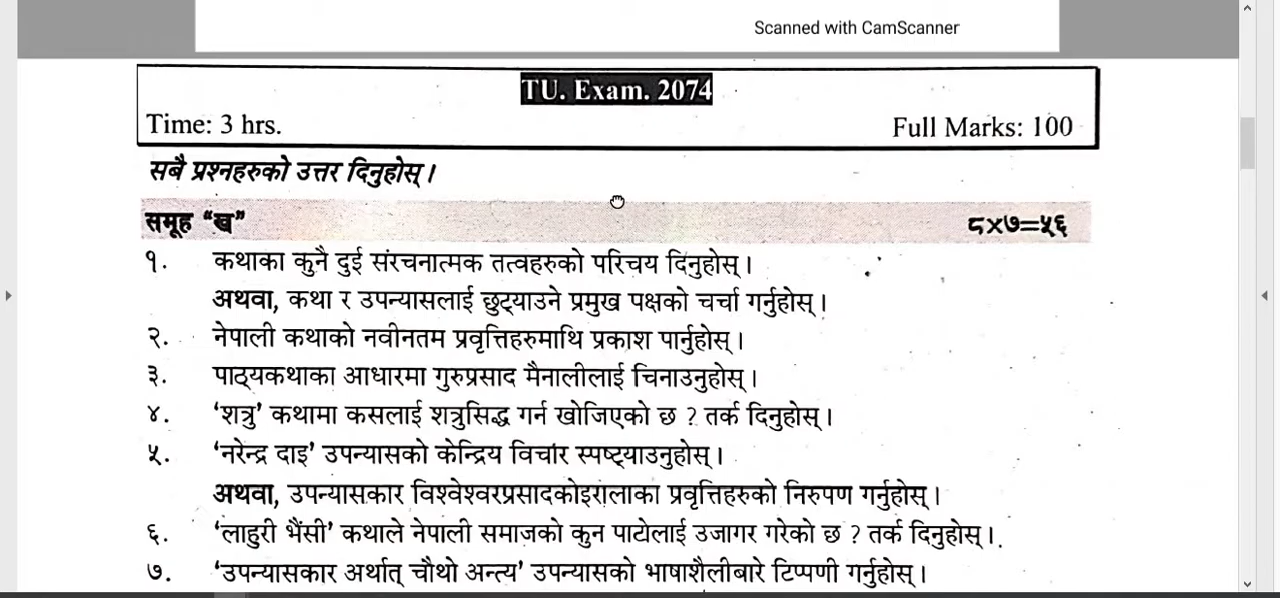 Scanned with CamScanner
TU. Exam. 2074
Time: 3 hrs. Full Marks: 100
सबै प्रश्नहरुको उत्तर दिनुहोस् ।
समूह “ख” ८×७=५६
१. कथाका कुनै दुई संरचनात्मक तत्वहरुको परिचय दिनुहोस् ।
अथवा, कथा र उपन्यासलाई छुट्याउने प्रमुख पक्षको चर्चा गर्नुहोस् ।
२. नेपाली कथाको नवीनतम प्रवृत्तिहरुमाथि प्रकाश पार्नुहोस् ।
३. पाठ्यकथाका आधारमा गुरुप्रसाद मैनालीलाई चिनाउनुहोस् ।
४. ‘शत्रु’ कथामा कसलाई शत्रुसिद्ध गर्न खोजिएको छ ? तर्क दिनुहोस् ।
५. ‘नरेन्द्र दाइ’ उपन्यासको केन्द्रिय विचार स्पष्ट्याउनुहोस् ।
अथवा, उपन्यासकार विश्वेश्वरप्रसादकोइरालाका प्रवृत्तिहरुको निरुपण गर्नुहोस् ।
६. ‘लाहुरी भैंसी’ कथाले नेपाली समाजको कुन पाटोलाई उजागर गरेको छ ? तर्क दिनुहोस् ।
७. ‘उपन्यासकार अर्थात् चौथो अन्त्य’ उपन्यासको भाषाशैलीबारे टिप्पणी गर्नुहोस् ।